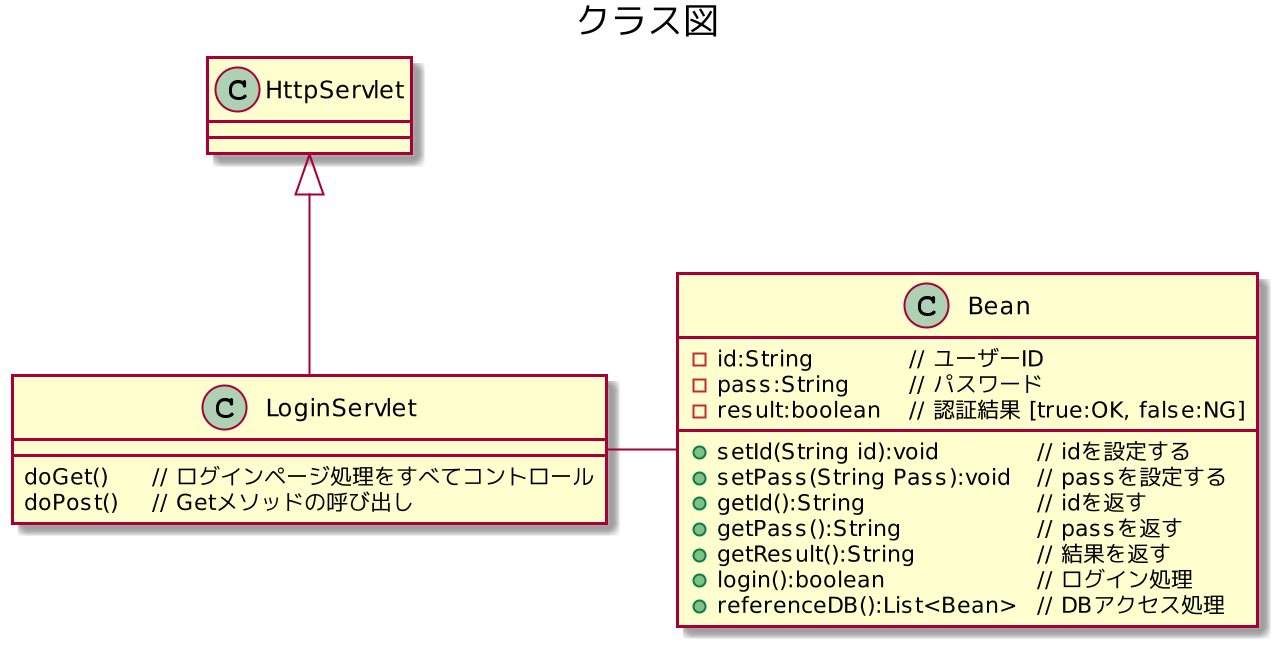 クラス図
C HttpServlet
C LoginServlet
doGet() // ログインページ処理をすべてコントロール
doPost() // Getメソッドの呼び出し
C Bean
id:String // ユーザーID
pass:String // パスワード
result:boolean // 認証結果 [true:OK, false:NG]
setId(String id):void // idを設定する
setPass(String Pass):void // passを設定する
getId():String // idを返す
getPass():String // passを返す
getResult():String // 結果を返す
login():boolean // ログイン処理
referenceDB():List<Bean> // DBアクセス処理